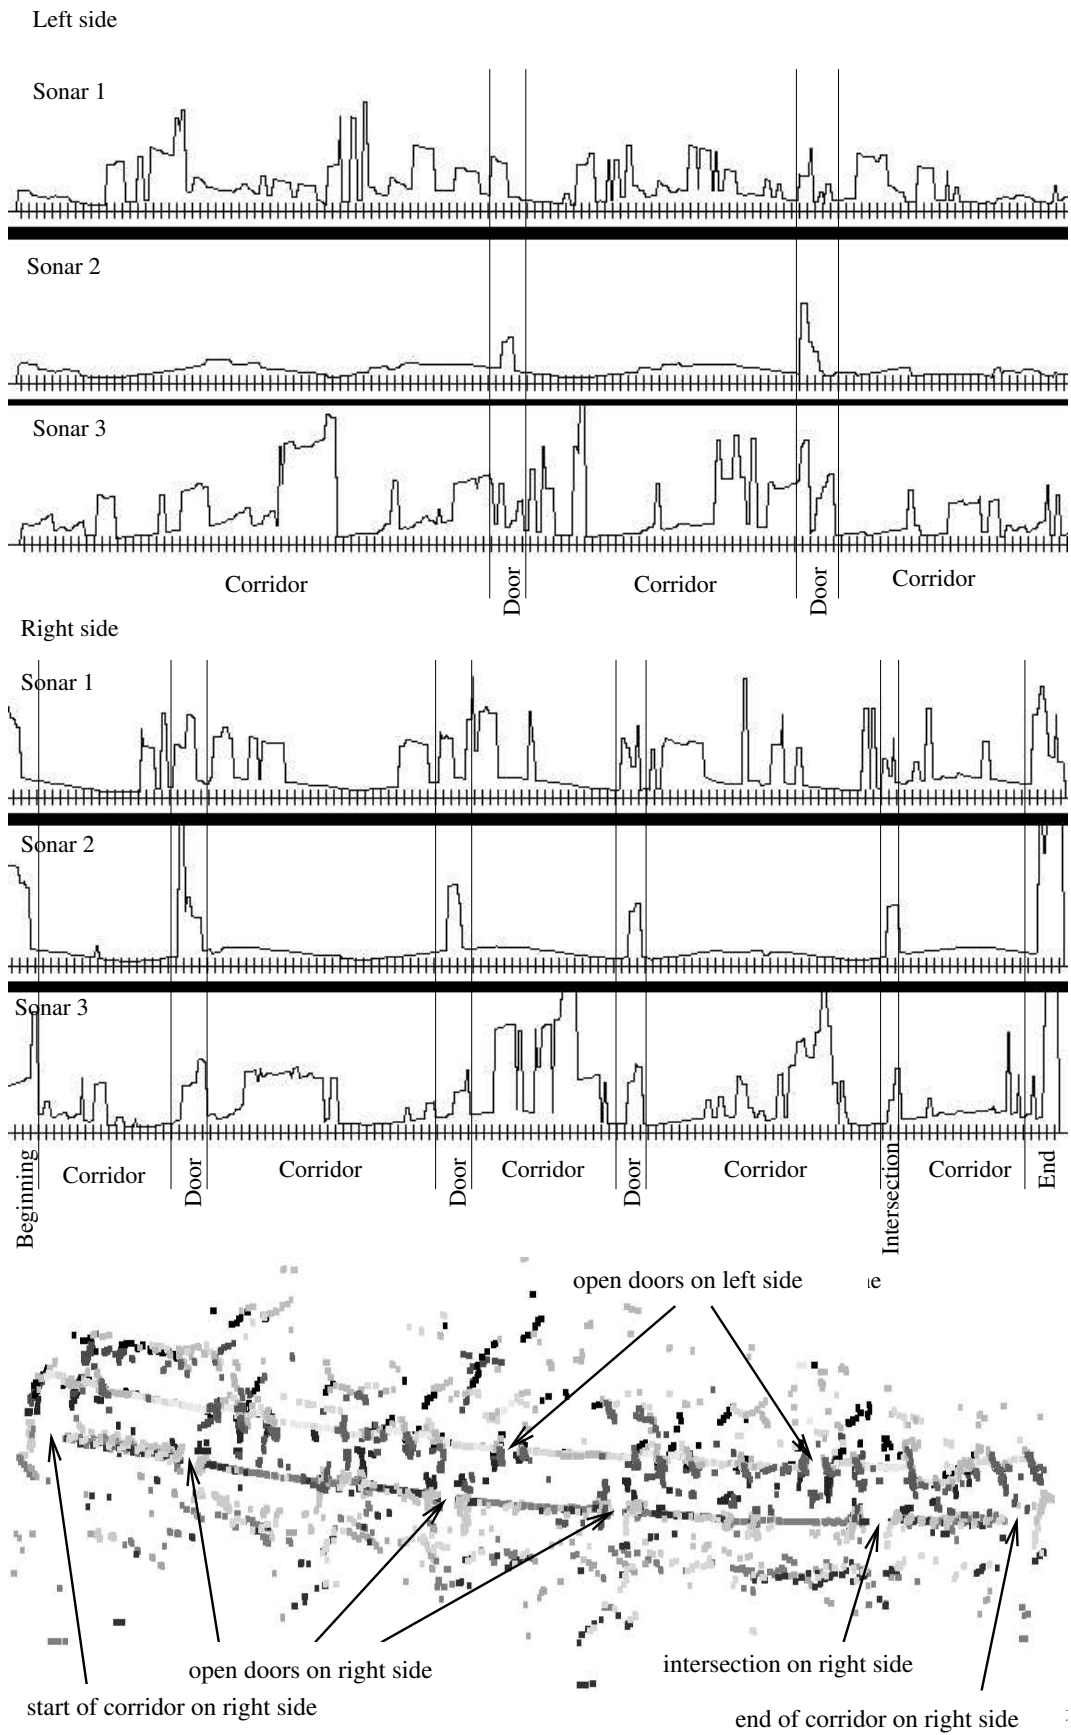 Left side
Sonar 1
Sonar 2
Sonar 3
Corridor
Door
Corridor
Door
Corridor
Right side
Sonar 1
Sonar 2
Sonar 3
Beginning
Corridor
Door
Corridor
Door
Corridor
Door
Corridor
Intersection
Corridor
End
open doors on left side
open doors on right side
intersection on right side
start of corridor on right side
end of corridor on right side